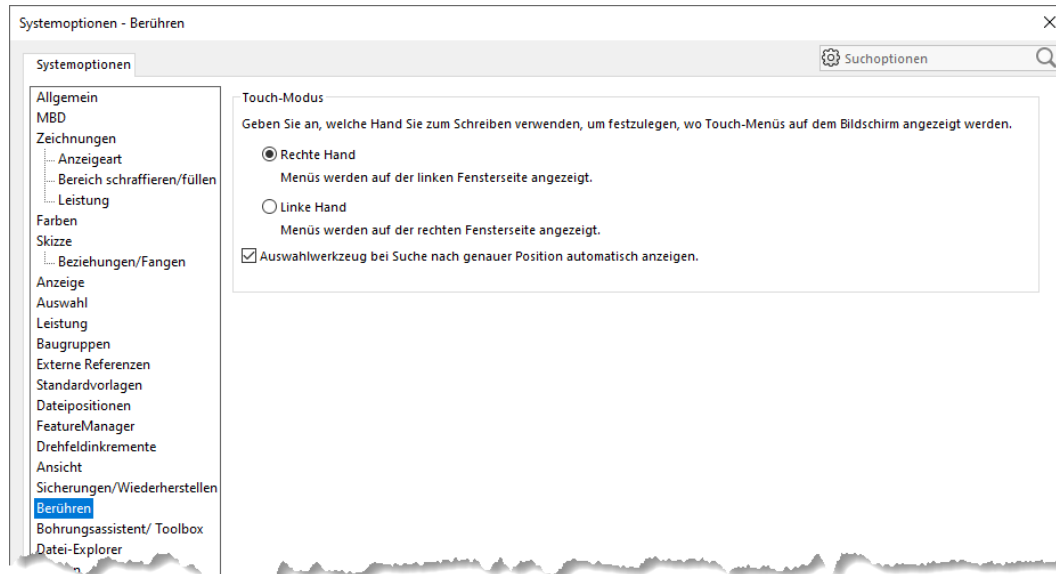 Systemoptionen - Berühren
Systemoptionen
Suchoptionen
Allgemein
MBD
Zeichnungen
Anzeigeart
Bereich schraffieren/füllen
Leistung
Farben
Skizze
Beziehungen/Fangen
Anzeige
Auswahl
Leistung
Baugruppen
Externe Referenzen
Standardvorlagen
Dateipositionen
FeatureManager
Drehfeldinkremente
Ansicht
Sicherungen/Wiederherstellen
Berühren
Bohrungsassistent/ Toolbox
Datei-Explorer
Touch-Modus
Geben Sie an, welche Hand Sie zum Schreiben verwenden, um festzulegen, wo Touch-Menüs auf dem Bildschirm angezeigt werden.
Rechte Hand
Menüs werden auf der linken Fensterseite angezeigt.
Linke Hand
Menüs werden auf der rechten Fensterseite angezeigt.
Auswahlwerkzeug bei Suche nach genauer Position automatisch anzeigen.